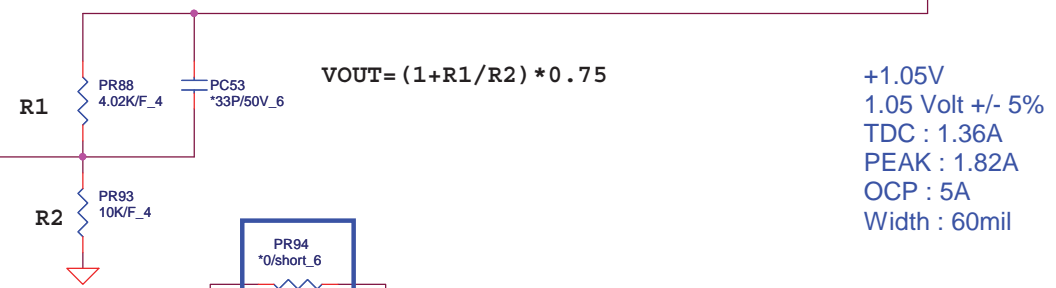 R1
PR88
4.02K/F_4
PC53
*33P/50V_6
VOUT=(1+R1/R2)*0.75
+1.05V
1.05 Volt +/- 5%
TDC : 1.36A
PEAK : 1.82A
OCP : 5A
Width : 60mil
R2
PR93
10K/F_4
PR94
*0/short_6